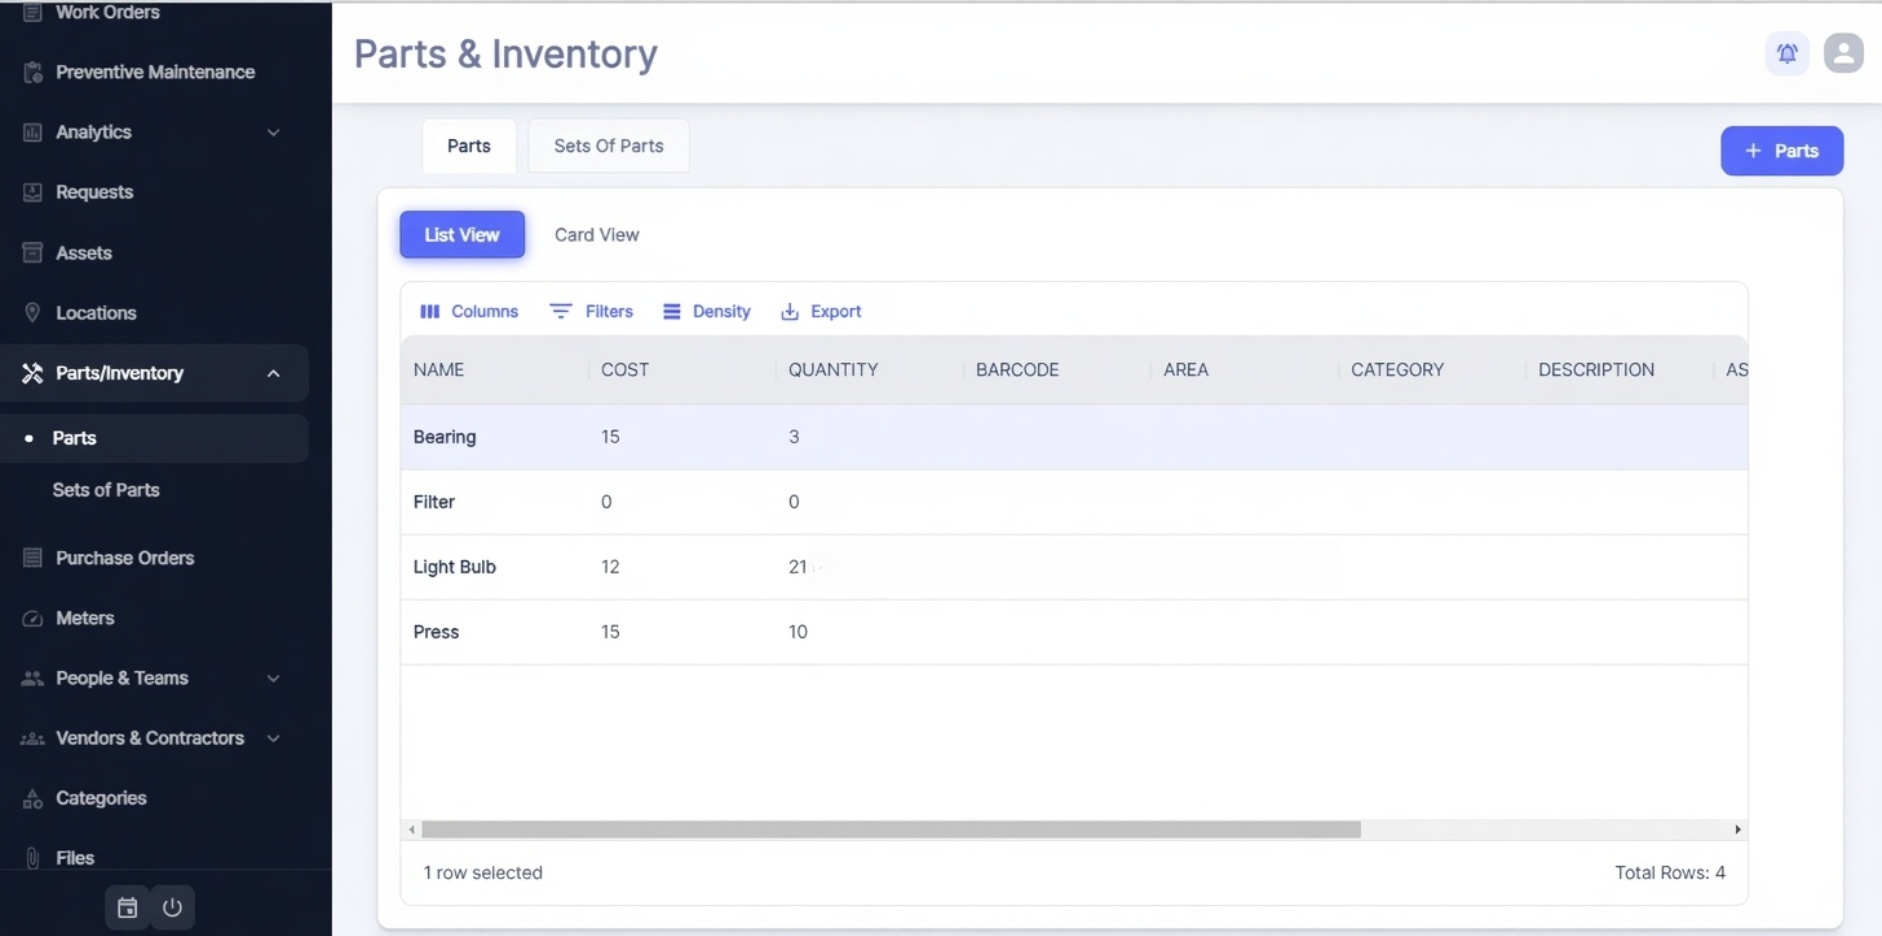 Work Orders
Preventive Maintenance
Analytics
Requests
Assets
Locations
Parts/Inventory
Parts
Sets of Parts
Purchase Orders
Meters
People & Teams
Vendors & Contractors
Categories
Files
Parts & Inventory
Parts Sets Of Parts
+ Parts
List View Card View
Columns Filters Density Export
NAME COST QUANTITY BARCODE AREA CATEGORY DESCRIPTION AS
Bearing 15 3
Filter 0 0
Light Bulb 12 21
Press 15 10
1 row selected Total Rows: 4